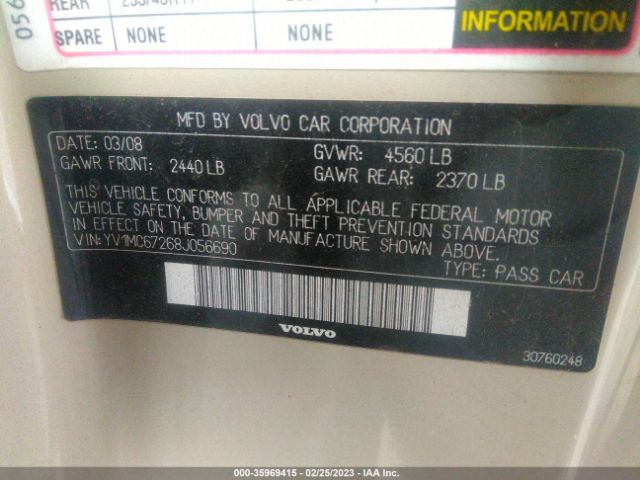 REAR
SPARE NONE NONE
INFORMATION
056
MFD BY VOLVO CAR CORPORATION
DATE: 03/08 GVWR: 4560 LB
GAWR FRONT: 2440 LB GAWR REAR: 2370 LB
THIS VEHICLE CONFORMS TO ALL APPLICABLE FEDERAL MOTOR
VEHICLE SAFETY, BUMPER AND THEFT PREVENTION STANDARDS
IN EFFECT ON THE DATE OF MANUFACTURE SHOWN ABOVE.
VIN: YV1MC67268J056690 TYPE: PASS CAR
VOLVO
30760248
000-35969415 - 02/25/2023 - IAA Inc.